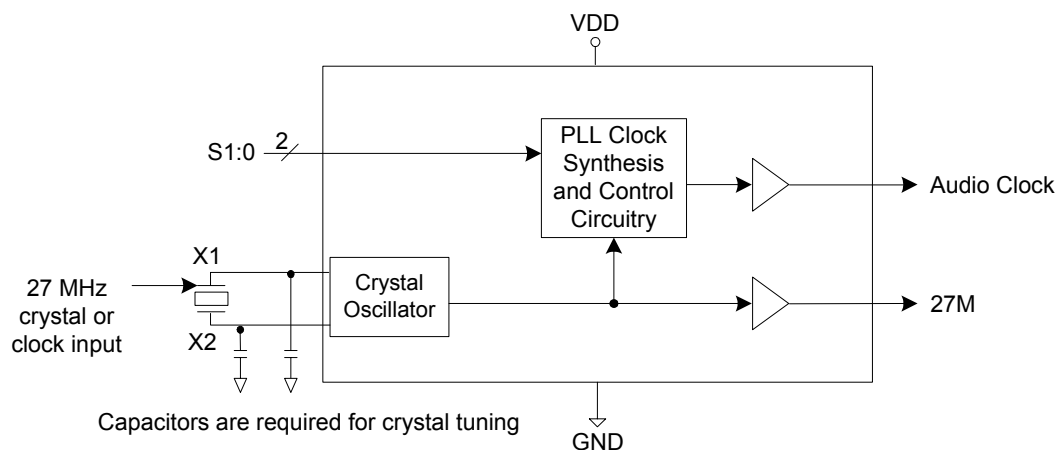 VDD
S1:0
2
PLL Clock
Synthesis
and Control
Circuitry
Audio Clock
X1
27 MHz
crystal or
clock input
X2
Crystal
Oscillator
27M
Capacitors are required for crystal tuning
GND